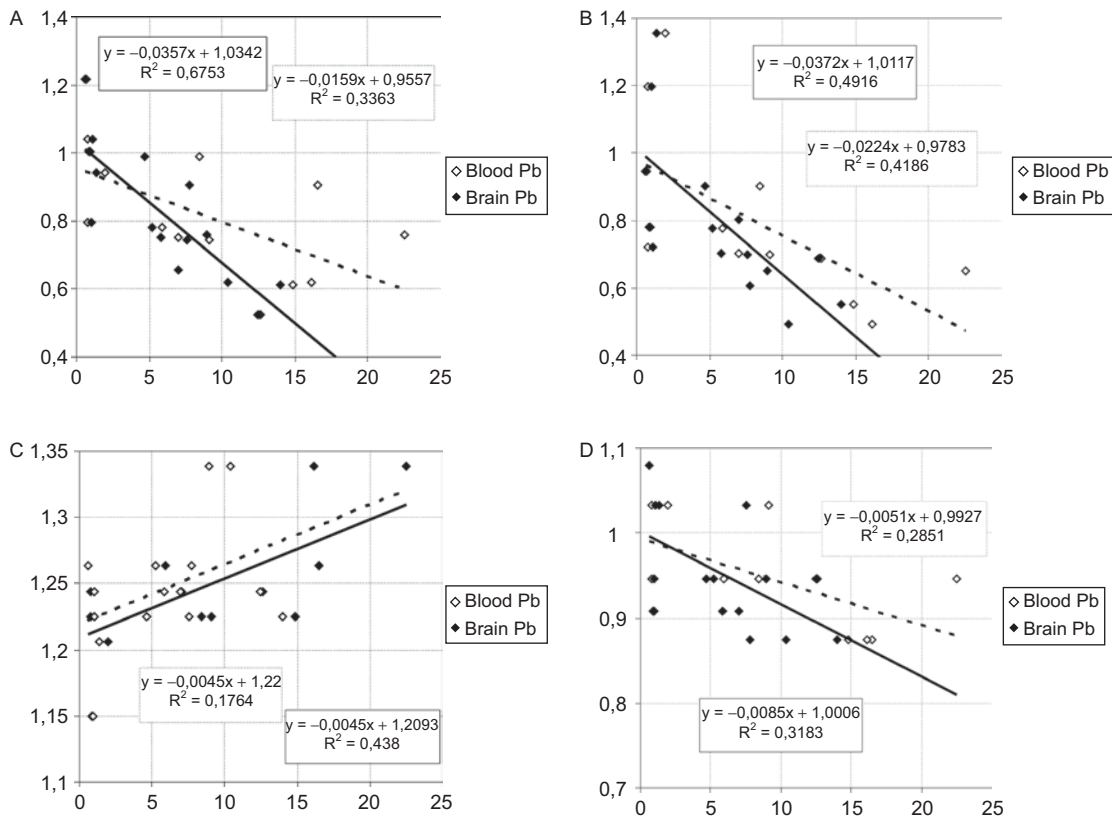 A
1,4
1,2
1
0,8
0,6
0,4
0 5 10 15 20 25
y = –0,0357x + 1,0342
R² = 0,6753
y = –0,0159x + 0,9557
R² = 0,3363
Blood Pb
Brain Pb
B
1,4
1,2
1
0,8
0,6
0,4
0 5 10 15 20 25
y = –0,0372x + 1,0117
R² = 0,4916
y = –0,0224x + 0,9783
R² = 0,4186
Blood Pb
Brain Pb
C
1,35
1,3
1,25
1,2
1,15
1,1
0 5 10 15 20 25
y = –0,0045x + 1,22
R² = 0,1764
y = –0,0045x + 1,2093
R² = 0,438
Blood Pb
Brain Pb
D
1,1
1
0,9
0,8
0,7
0 5 10 15 20 25
y = –0,0051x + 0,9927
R² = 0,2851
y = –0,0085x + 1,0006
R² = 0,3183
Blood Pb
Brain Pb